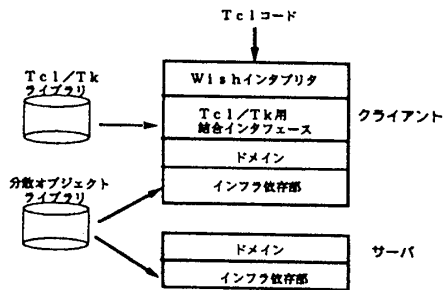 Ｔｃｌコード
Ｗｉｓｈインタプリタ
Ｔｃｌ／Ｔｋ
ライブラリ
Ｔｃｌ／Ｔｋ用
結合インタフェース
クライアント
ドメイン
分散オブジェクト
ライブラリ
インフラ依存部
ドメイン
サーバ
インフラ依存部